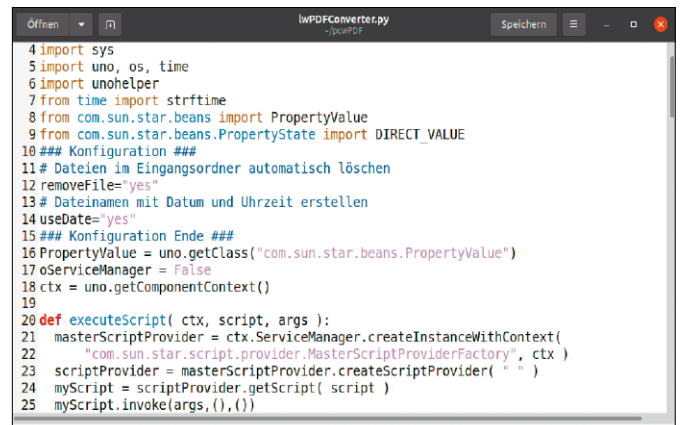 Öffnen
lwPDFConverter.py
~/pcwPDF
Speichern
4 import sys
5 import uno, os, time
6 import unohelper
7 from time import strftime
8 from com.sun.star.beans import PropertyValue
9 from com.sun.star.beans.PropertyState import DIRECT_VALUE
10 ### Konfiguration ###
11 # Dateien im Eingangsordner automatisch löschen
12 removeFile="yes"
13 # Dateinamen mit Datum und Uhrzeit erstellen
14 useDate="yes"
15 ### Konfiguration Ende ###
16 PropertyValue = uno.getClass("com.sun.star.beans.PropertyValue")
17 oServiceManager = False
18 ctx = uno.getComponentContext()
19
20 def executeScript( ctx, script, args ):
21   masterScriptProvider = ctx.ServiceManager.createInstanceWithContext(
22       "com.sun.star.script.provider.MasterScriptProviderFactory", ctx )
23   scriptProvider = masterScriptProvider.createScriptProvider( " " )
24   myScript = scriptProvider.getScript( script )
25   myScript.invoke(args,(),())